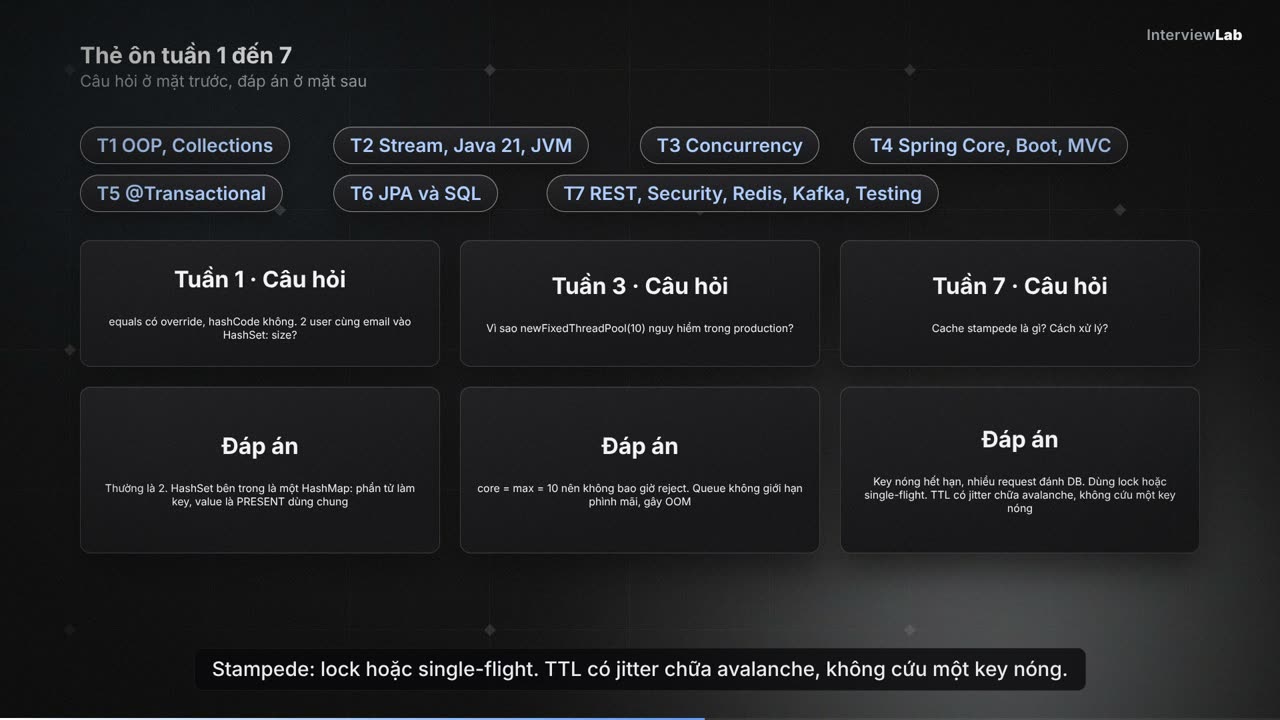 InterviewLab
Thẻ ôn tuần 1 đến 7
Câu hỏi ở mặt trước, đáp án ở mặt sau
T1 OOP, Collections
T2 Stream, Java 21, JVM
T3 Concurrency
T4 Spring Core, Boot, MVC
T5 @Transactional
T6 JPA và SQL
T7 REST, Security, Redis, Kafka, Testing
Tuần 1 · Câu hỏi
equals có override, hashCode không. 2 user cùng email vào
HashSet: size?
Tuần 3 · Câu hỏi
Vì sao newFixedThreadPool(10) nguy hiểm trong production?
Tuần 7 · Câu hỏi
Cache stampede là gì? Cách xử lý?
Đáp án
Thường là 2. HashSet bên trong là một HashMap: phần tử làm
key, value là PRESENT dùng chung
Đáp án
core = max = 10 nên không bao giờ reject. Queue không giới hạn
phình mãi, gây OOM
Đáp án
Key nóng hết hạn, nhiều request đánh DB. Dùng lock hoặc
single-flight. TTL có jitter chữa avalanche, không cứu một key
nóng
Stampede: lock hoặc single-flight. TTL có jitter chữa avalanche, không cứu một key nóng.